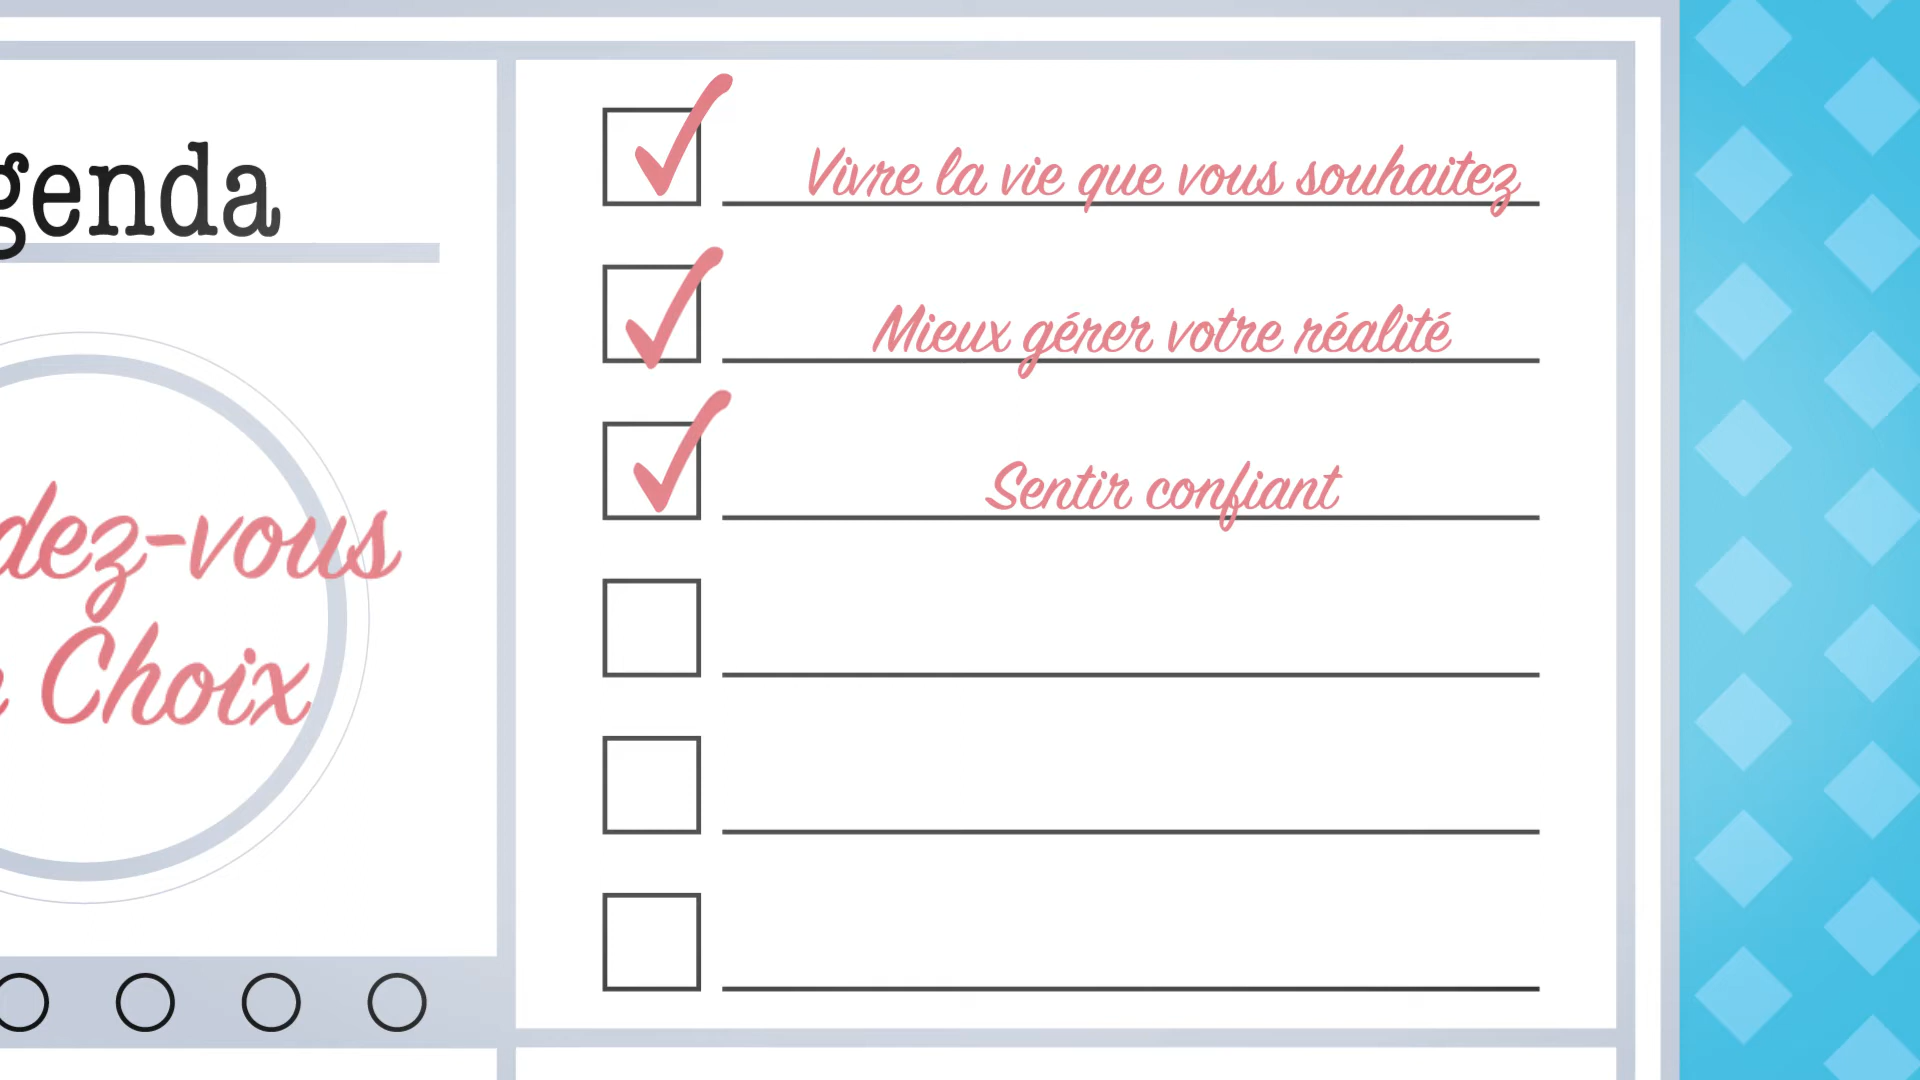 genda
dez-vous
Choix
Vivre la vie que vous souhaitez
Mieux gérer votre réalité
Sentir confiant